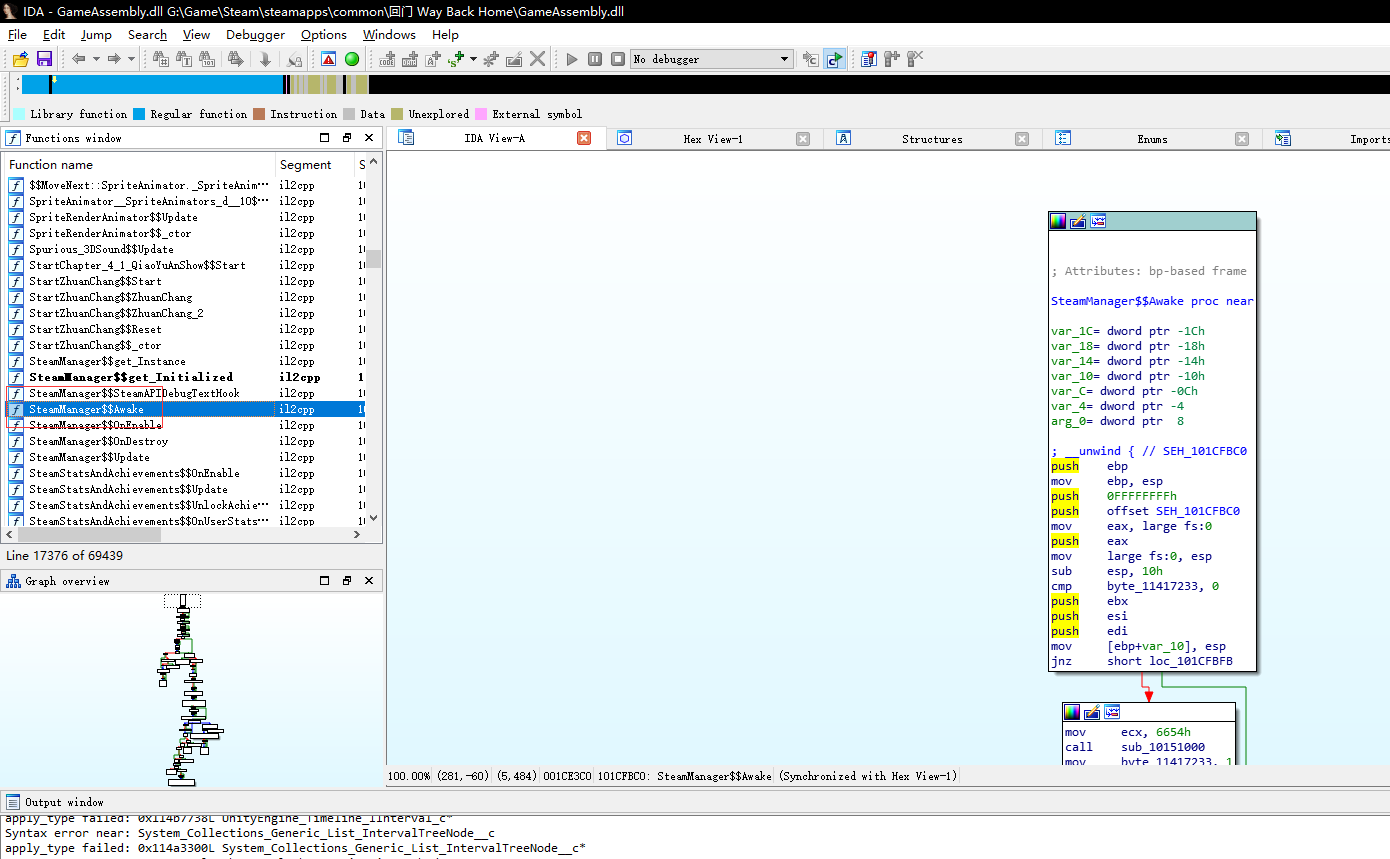 IDA - GameAssembly.dll G:\Game\Steam\steamapps\common\回门 Way Back Home\GameAssembly.dll
File Edit Jump Search View Debugger Options Windows Help
No debugger
Library function Regular function Instruction Data Unexplored External symbol
Functions window
IDA View-A
Hex View-1
Structures
Enums
Imports
Function name Segment S
$$MoveNext::SpriteAnimator._SpriteAnim··· il2cpp 1
SpriteAnimator__SpriteAnimators_d__10$··· il2cpp 1
SpriteRenderAnimator$$Update il2cpp 1
SpriteRenderAnimator$$_ctor il2cpp 1
Spurious_3DSound$$Update il2cpp 1
StartChapter_4_1_QiaoYuAnShow$$Start il2cpp 1
StartZhuanChang$$Start il2cpp 1
StartZhuanChang$$ZhuanChang il2cpp 1
StartZhuanChang$$ZhuanChang_2 il2cpp 1
StartZhuanChang$$Reset il2cpp 1
StartZhuanChang$$_ctor il2cpp 1
SteamManager$$get_Instance il2cpp 1
SteamManager$$get_Initialized il2cpp 1
SteamManager$$SteamAPIDebugTextHook il2cpp 1
SteamManager$$Awake il2cpp 1
SteamManager$$OnEnable il2cpp 1
SteamManager$$OnDestroy il2cpp 1
SteamManager$$Update il2cpp 1
SteamStatsAndAchievements$$OnEnable il2cpp 1
SteamStatsAndAchievements$$Update il2cpp 1
SteamStatsAndAchievements$$UnlockAchie··· il2cpp 1
SteamStatsAndAchievements$$OnUserStats··· il2cpp 1
Line 17376 of 69439
Graph overview
; Attributes: bp-based frame
SteamManager$$Awake proc near
var_1C= dword ptr -1Ch
var_18= dword ptr -18h
var_14= dword ptr -14h
var_10= dword ptr -10h
var_C= dword ptr -0Ch
var_4= dword ptr -4
arg_0= dword ptr 8
; __unwind { // SEH_101CFBC0
push ebp
mov ebp, esp
push 0FFFFFFFFh
push offset SEH_101CFBC0
mov eax, large fs:0
push eax
mov large fs:0, esp
sub esp, 10h
cmp byte_11417233, 0
push ebx
push esi
push edi
mov [ebp+var_10], esp
jnz short loc_101CFBFB
mov ecx, 6654h
call sub_10151000
mov byte_11417233, 1
100.00% (281,-60) (5,484) 001CE3C0 101CFBC0: SteamManager$$Awake (Synchronized with Hex View-1)
Output window
apply_type failed: 0x114b7738L UnityEngine_Timeline_IInterval_c*
Syntax error near: System_Collections_Generic_List_IntervalTreeNode__c
apply_type failed: 0x114a3300L System_Collections_Generic_List_IntervalTreeNode__c*